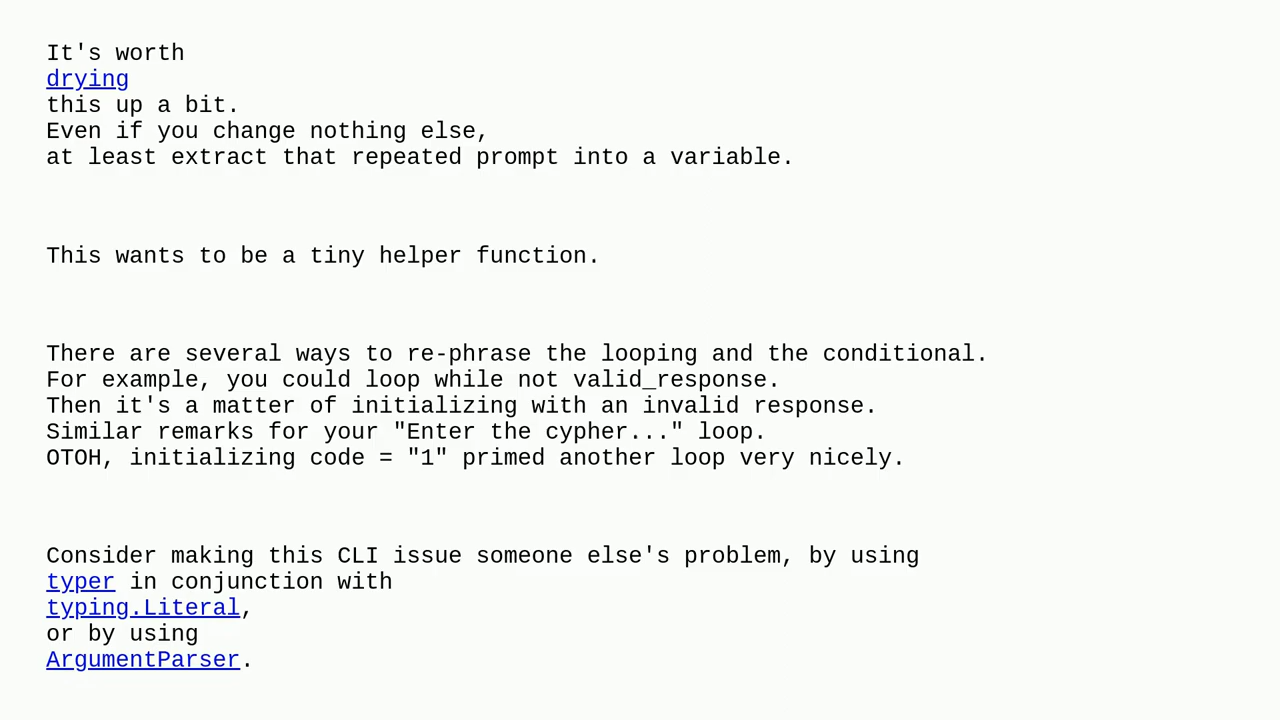 It's worth
drying
this up a bit.
Even if you change nothing else,
at least extract that repeated prompt into a variable.
This wants to be a tiny helper function.
There are several ways to re-phrase the looping and the conditional.
For example, you could loop while not valid_response.
Then it's a matter of initializing with an invalid response.
Similar remarks for your "Enter the cypher..." loop.
OTOH, initializing code = "1" primed another loop very nicely.
Consider making this CLI issue someone else's problem, by using
typer in conjunction with
typing.Literal,
or by using
ArgumentParser.